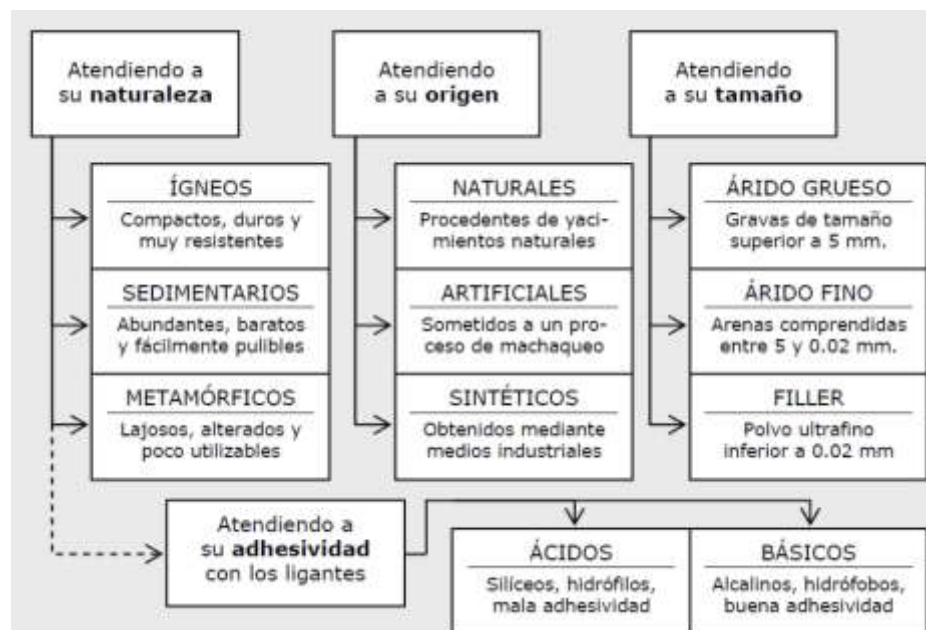 Atendiendo a
su naturaleza
Atendiendo
a su origen
Atendiendo
a su tamaño
ÍGNEOS
Compactos, duros y
muy resistentes
NATURALES
Procedentes de yaci-
mientos naturales
ÁRIDO GRUESO
Gravas de tamaño
superior a 5 mm.
SEDIMENTARIOS
Abundantes, baratos
y fácilmente pulibles
ARTIFICIALES
Sometidos a un pro-
ceso de machaqueo
ÁRIDO FINO
Arenas comprendidas
entre 5 y 0.02 mm.
METAMÓRFICOS
Lajosos, alterados y
poco utilizables
SINTÉTICOS
Obtenidos mediante
medios industriales
FILLER
Polvo ultrafino
inferior a 0.02 mm
Atendiendo a
su adhesividad
con los ligantes
ÁCIDOS
Silíceos, hidrófilos,
mala adhesividad
BÁSICOS
Alcalinos, hidrófobos,
buena adhesividad